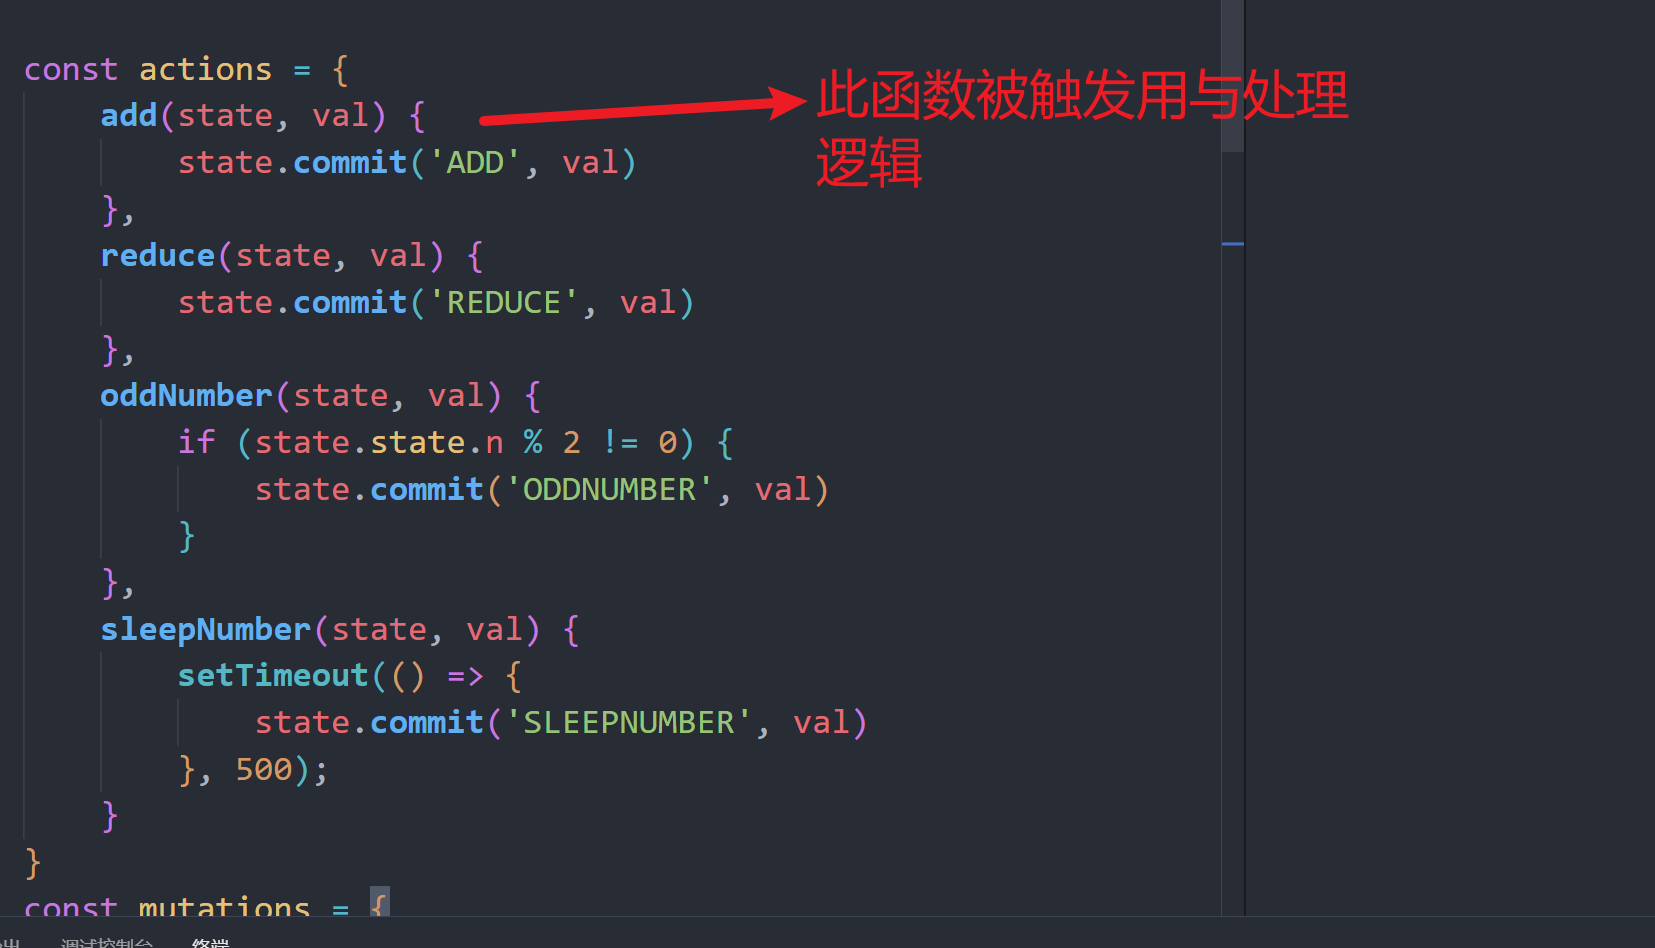 const actions = {
add(state, val) {
此函数被触发用与处理
逻辑
state.commit('ADD', val)
},
reduce(state, val) {
state.commit('REDUCE', val)
},
oddNumber(state, val) {
if (state.state.n % 2 != 0) {
state.commit('ODDNUMBER', val)
}
},
sleepNumber(state, val) {
setTimeout(() => {
state.commit('SLEEPNUMBER', val)
}, 500);
}
}
const mutations = {
出 调试控制台 终端